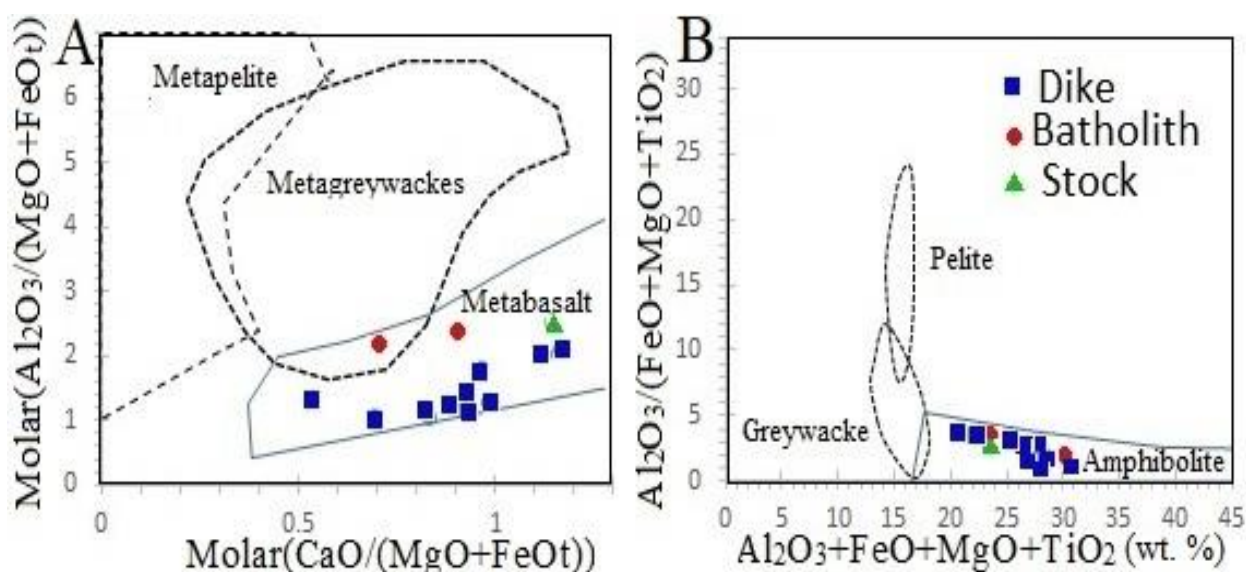 A
Molar(Al₂O₃/(MgO+FeOt))
6
5
4
3
2
1
0
Metapelite
Metagreywackes
Metabasalt
0
0.5
1
Molar(CaO/(MgO+FeOt))
B
Al₂O₃/(FeO+MgO+TiO₂)
30
25
20
15
10
5
0
Dike
Batholith
Stock
Pelite
Greywacke
Amphibolite
0 5 10 15 20 25 30 35 40 45
Al₂O₃+FeO+MgO+TiO₂ (wt. %)